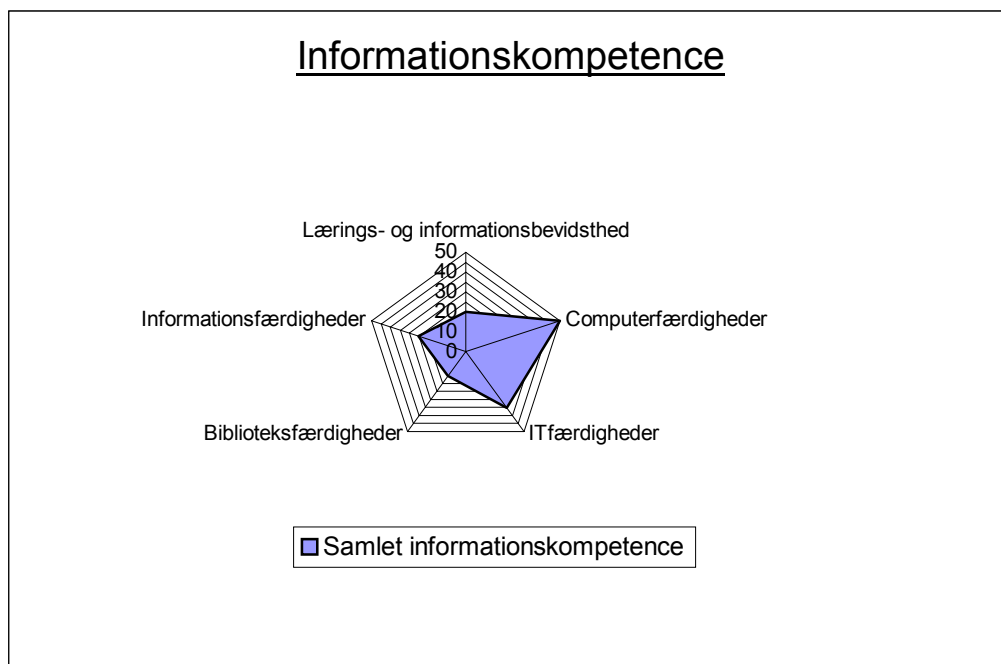 Informationskompetence
Lærings- og informationsbevidsthed
50
40
30
20
10
0
Informationsfærdigheder
Computerfærdigheder
Biblioteksfærdigheder
ITfærdigheder
Samlet informationskompetence